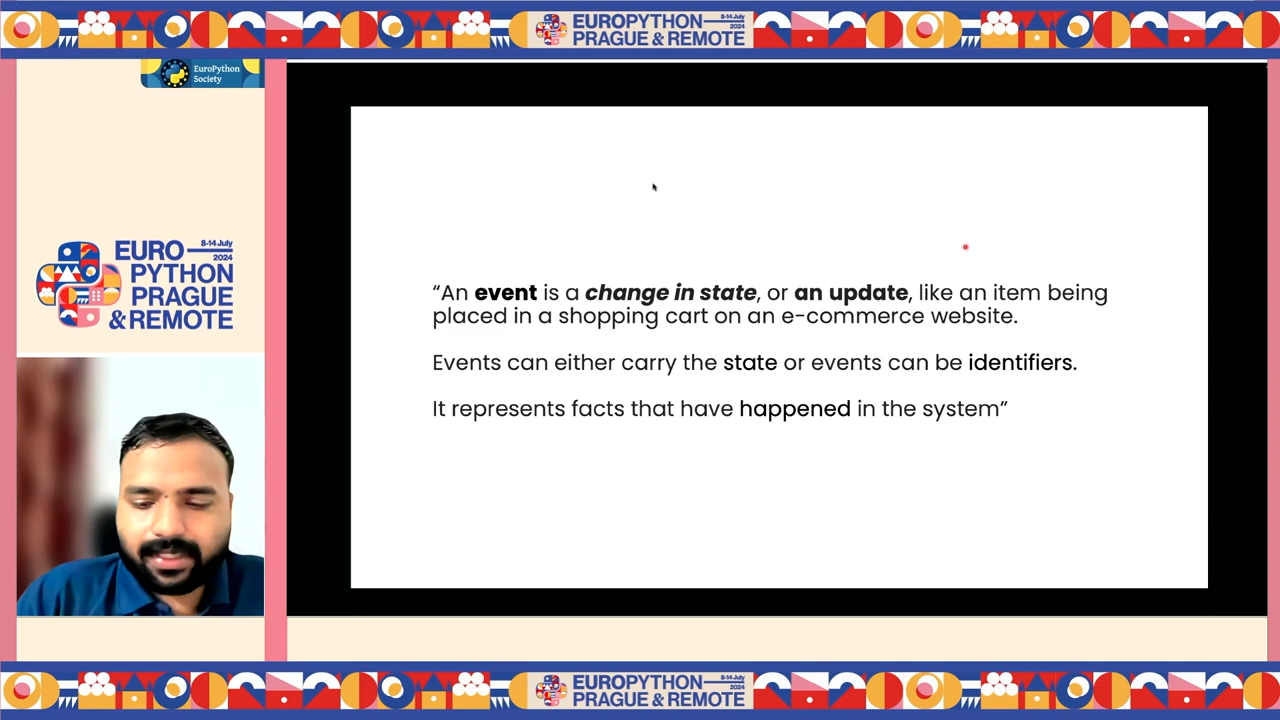 EUROPYTHON
8-14 July
2024
PRAGUE & REMOTE
EuroPython
Society
EURO
8-14 July
2024
PYTHON
PRAGUE
& REMOTE
“An event is a change in state, or an update, like an item being
placed in a shopping cart on an e-commerce website.
Events can either carry the state or events can be identifiers.
It represents facts that have happened in the system”
EUROPYTHON
8-14 July
2024
PRAGUE & REMOTE